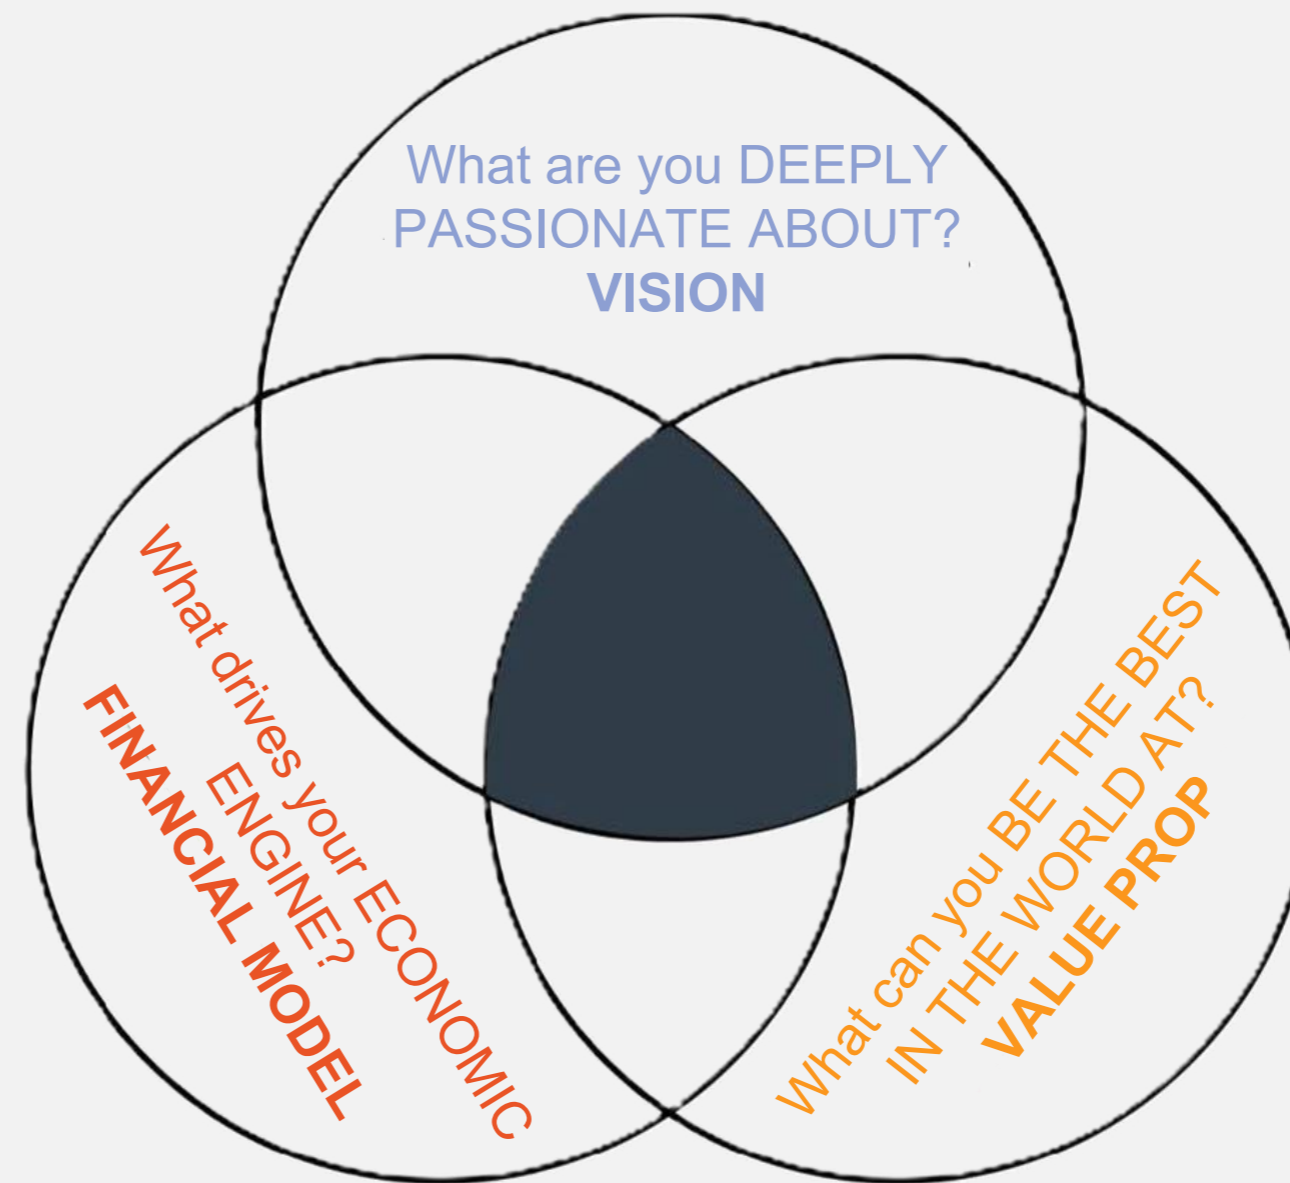 What are you DEEPLY
PASSIONATE ABOUT?
VISION
What drives your ECONOMIC
ENGINE?
FINANCIAL MODEL
What can you BE THE BEST
IN THE WORLD AT?
VALUE PROP